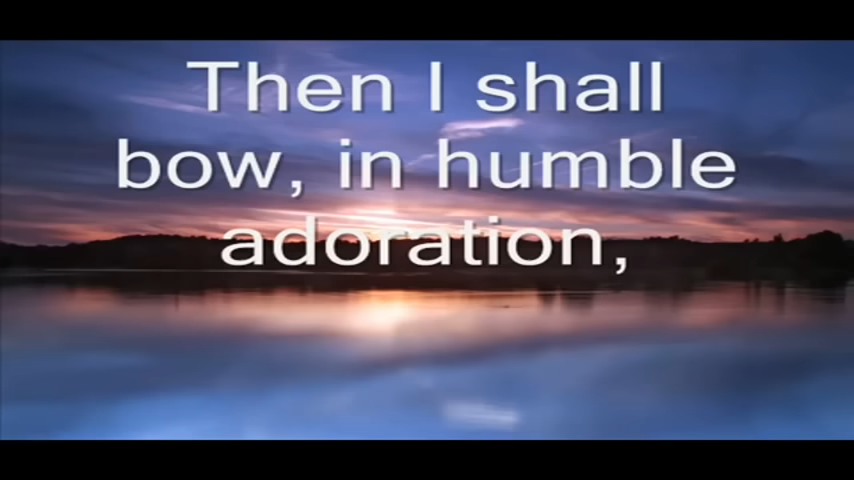 Then I shall
bow, in humble
adoration,